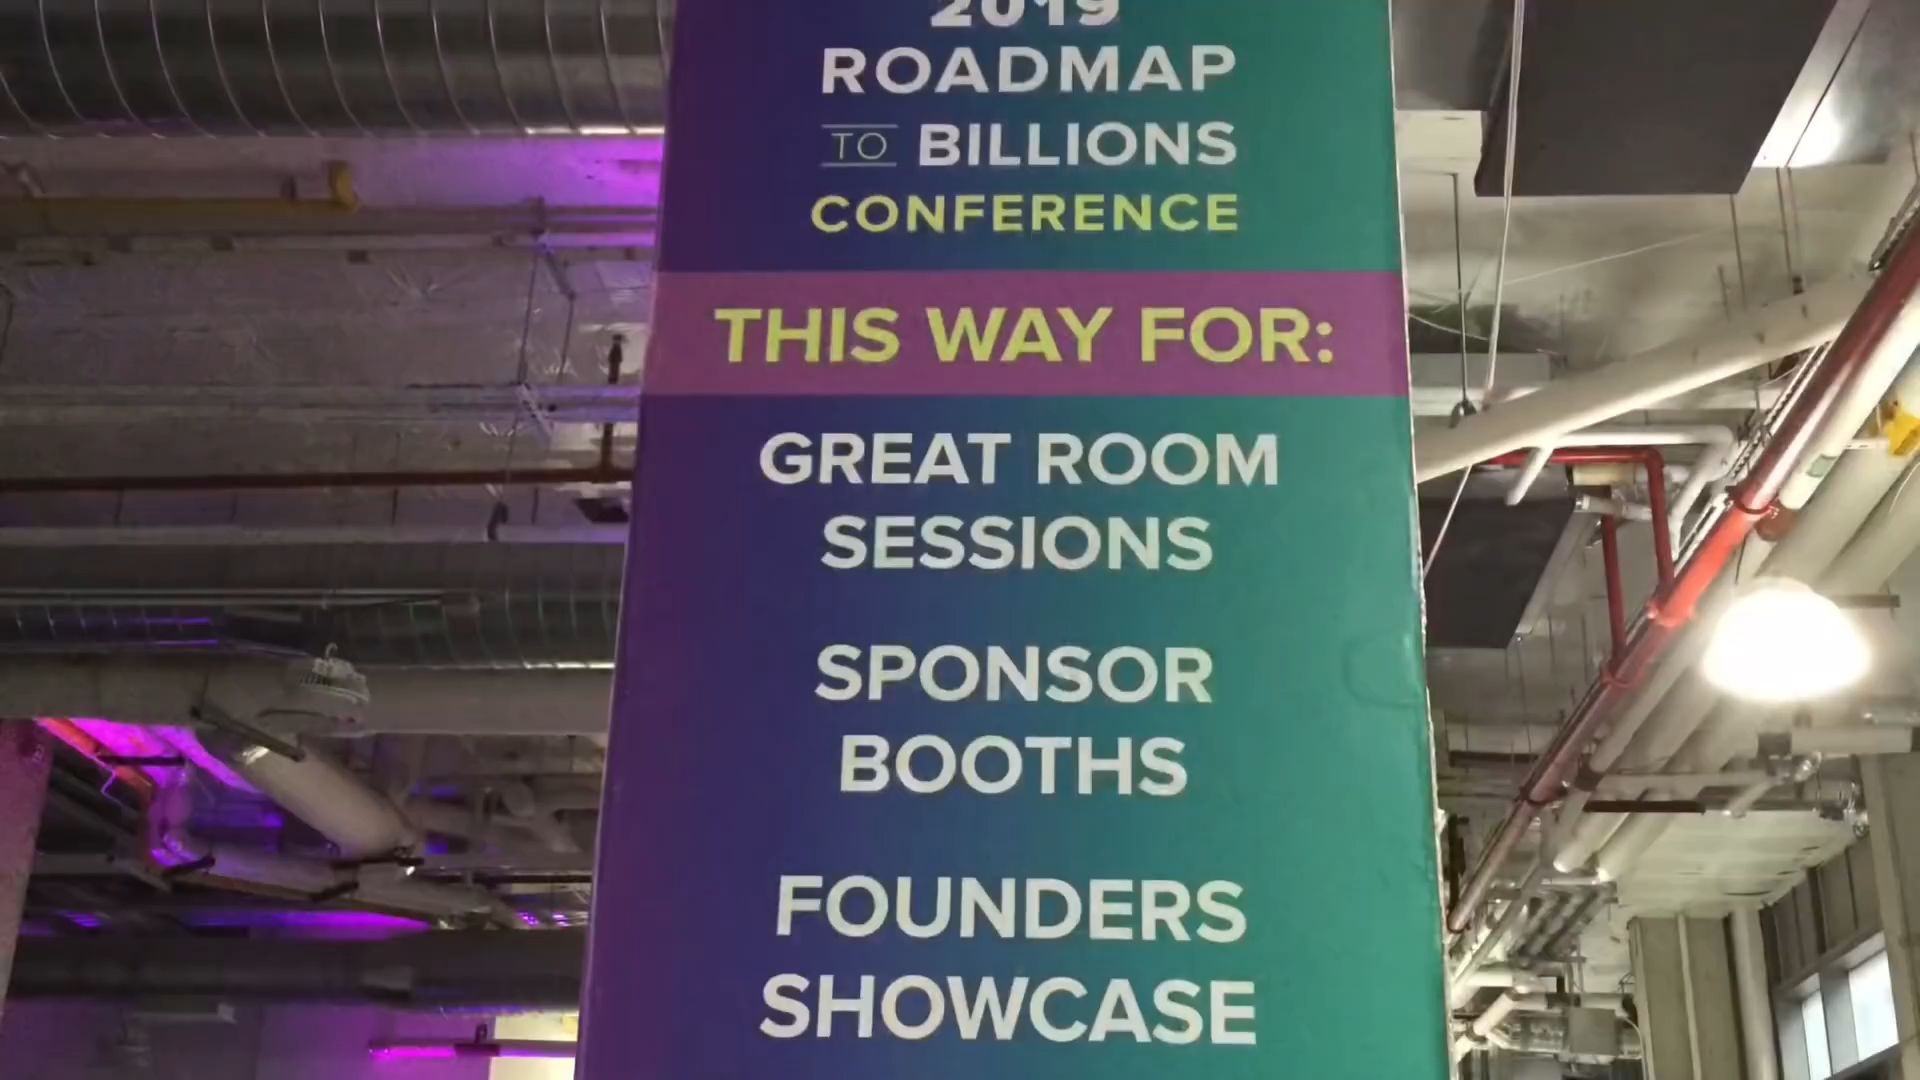 2019
ROADMAP
TO BILLIONS
CONFERENCE
THIS WAY FOR:
GREAT ROOM
SESSIONS
SPONSOR
BOOTHS
FOUNDERS
SHOWCASE